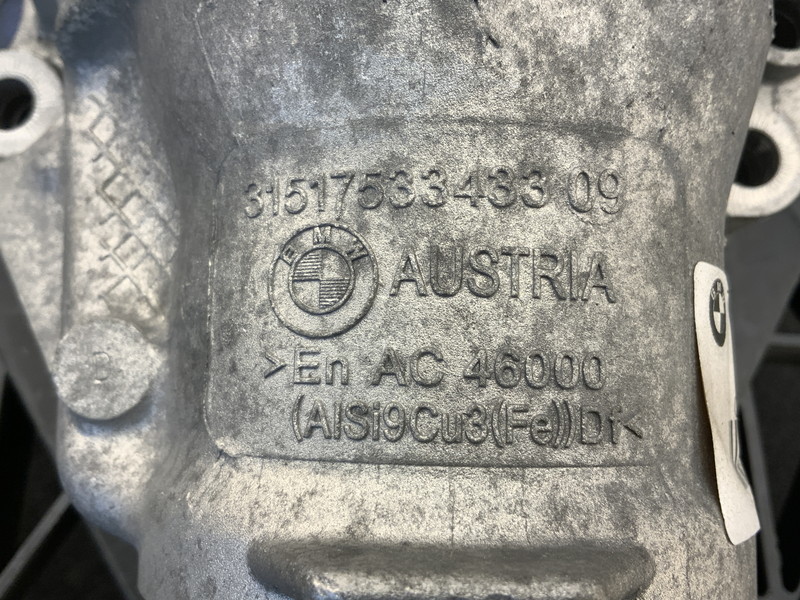 31517533433 09
BMW AUSTRIA
>En AC 46000
(AlSi9Cu3(Fe))Df<